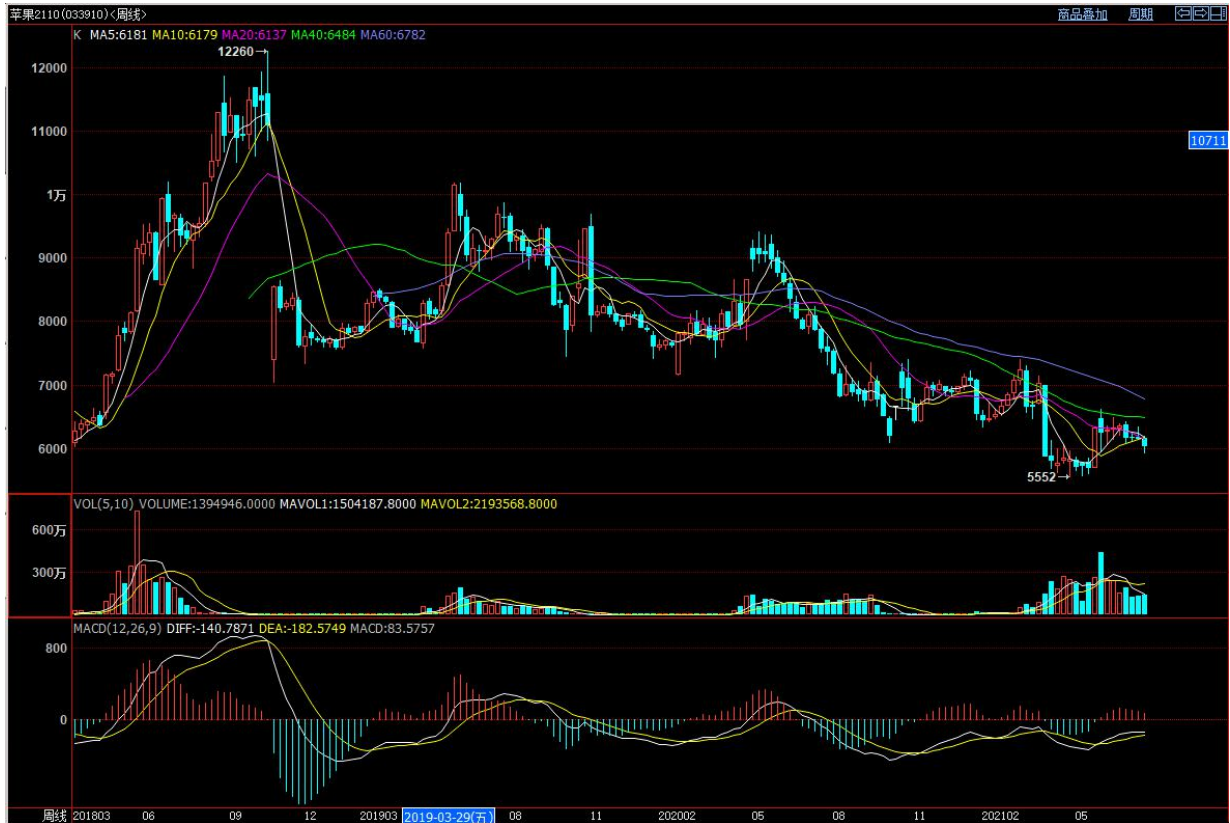 苹果2110(033910)<周线> 商品叠加 周期
K MA5:6181 MA10:6179 MA20:6137 MA40:6484 MA60:6782
12260→
12000
11000
10711
1万
9000
8000
7000
6000
5552→
VOL(5,10) VOLUME:1394946.0000 MAVOL1:1504187.8000 MAVOL2:2193568.8000
600万
300万
MACD(12,26,9) DIFF:-140.7871 DEA:-182.5749 MACD:83.5757
800
0
周线 201803 06 09 12 201903 2019-03-29(五) 08 11 202002 05 08 11 202102 05